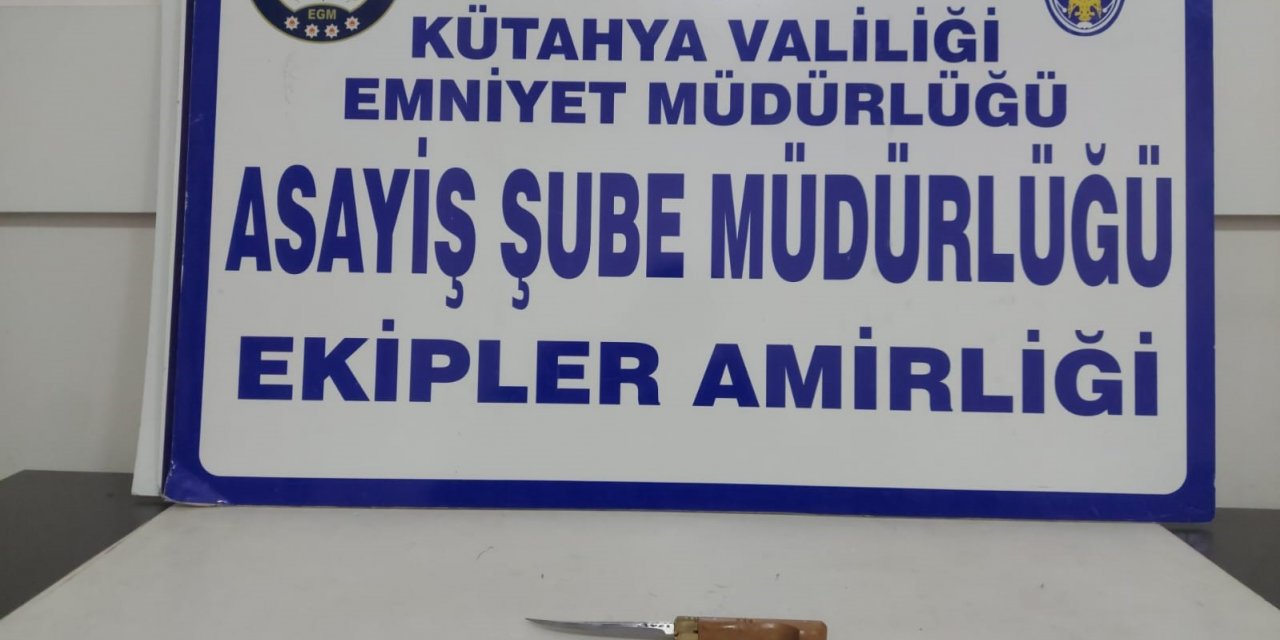 EGM
KÜTAHYA VALİLİĞİ
EMNİYET MÜDÜRLÜĞÜ
ASAYİŞ ŞUBE MÜDÜRLÜĞÜ
EKİPLER AMİRLİĞİ